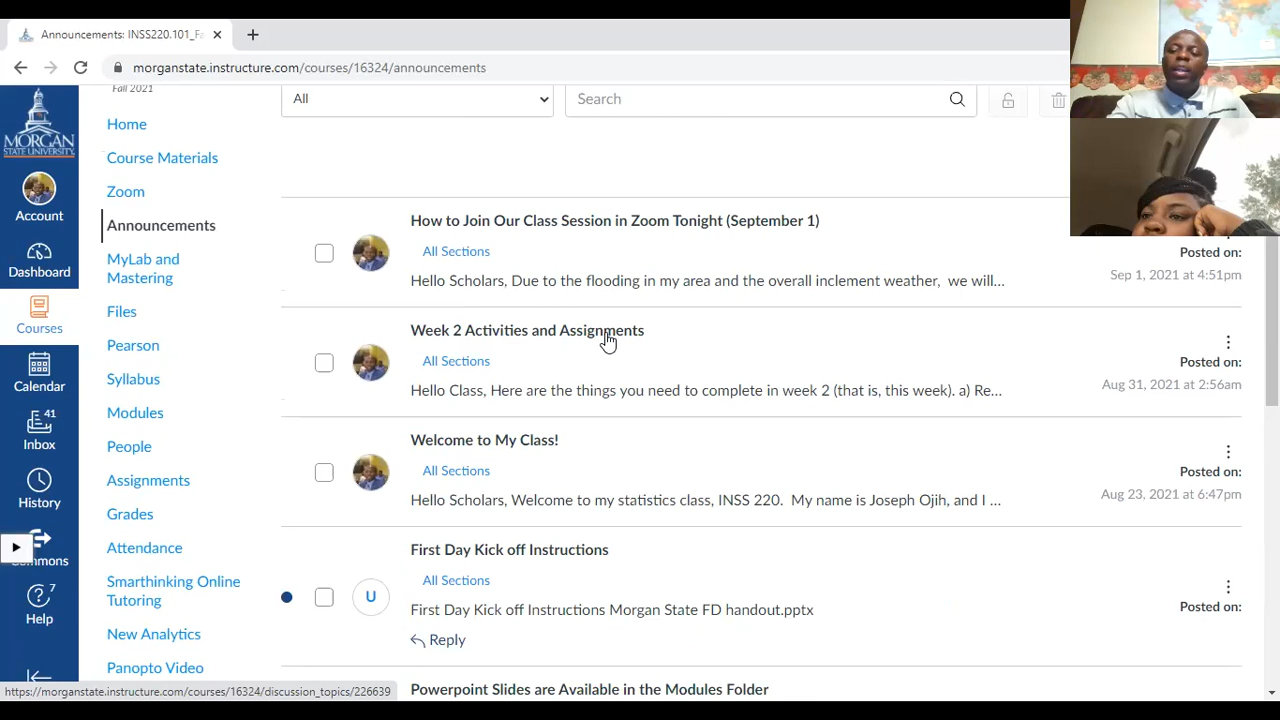 Announcements: INSS220.101_Fa
morganstate.instructure.com/courses/16324/announcements
Fall 2021
All
Search
MORGAN
STATE UNIVERSITY
Account
Dashboard
Courses
Calendar
41
Inbox
History
Commons
7
Help
Home
Course Materials
Zoom
Announcements
MyLab and
Mastering
Files
Pearson
Syllabus
Modules
People
Assignments
Grades
Attendance
Smarthinking Online
Tutoring
New Analytics
Panopto Video
How to Join Our Class Session in Zoom Tonight (September 1)
All Sections
Hello Scholars, Due to the flooding in my area and the overall inclement weather, we will...
Posted on:
Sep 1, 2021 at 4:51pm
Week 2 Activities and Assignments
All Sections
Hello Class, Here are the things you need to complete in week 2 (that is, this week). a) Re...
Posted on:
Aug 31, 2021 at 2:56am
Welcome to My Class!
All Sections
Hello Scholars, Welcome to my statistics class, INSS 220. My name is Joseph Ojih, and I ...
Posted on:
Aug 23, 2021 at 6:47pm
First Day Kick off Instructions
All Sections
U
First Day Kick off Instructions Morgan State FD handout.pptx
Posted on:
Reply
Powerpoint Slides are Available in the Modules Folder
https://morganstate.instructure.com/courses/16324/discussion_topics/226639